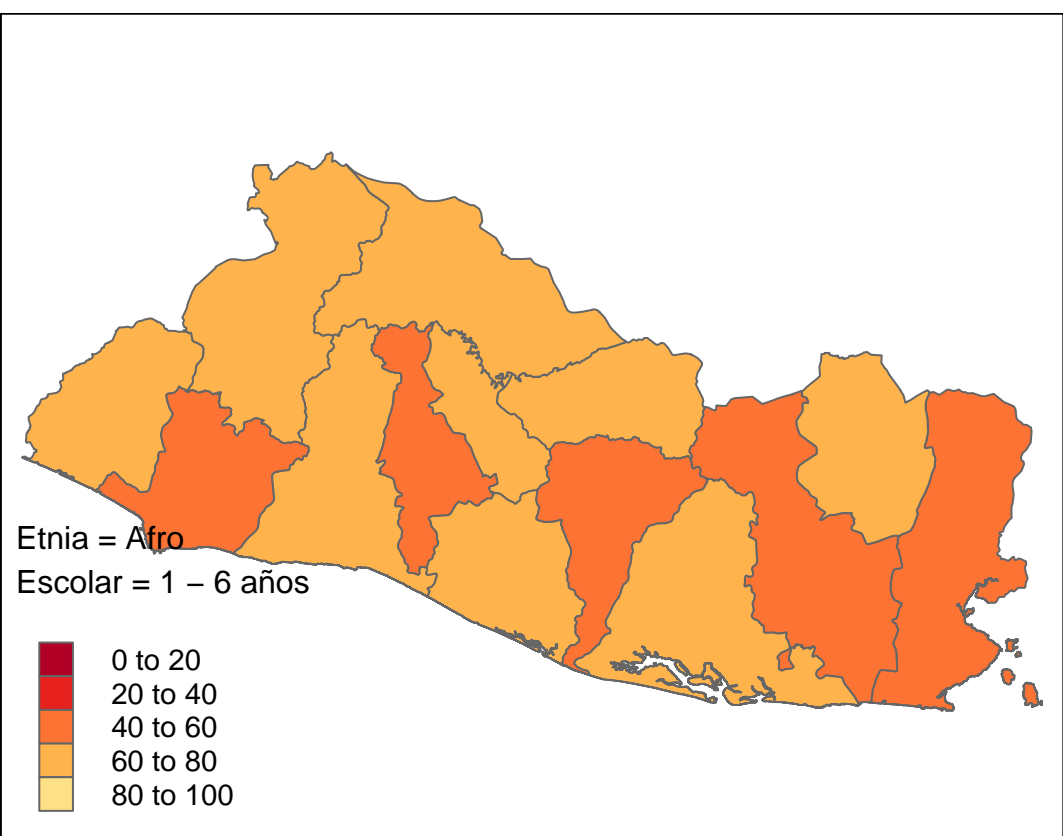 Etnia = Afro
Escolar = 1 – 6 años
0 to 20
20 to 40
40 to 60
60 to 80
80 to 100